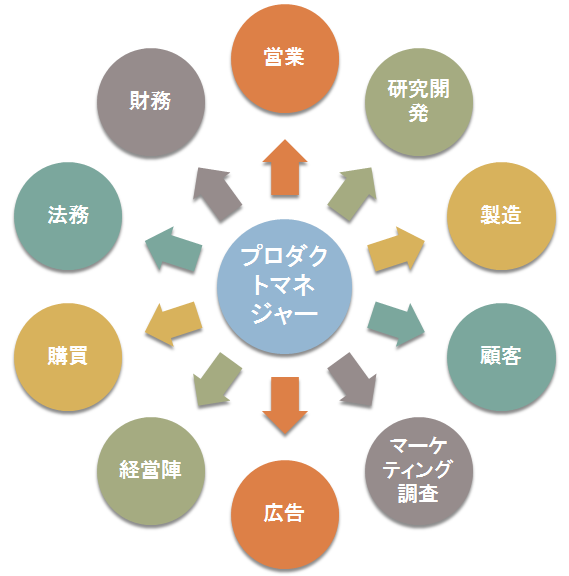 営業
研究開
発
製造
顧客
マーケ
ティング
調査
広告
経営陣
購買
法務
財務
プロダク
トマネ
ジャー